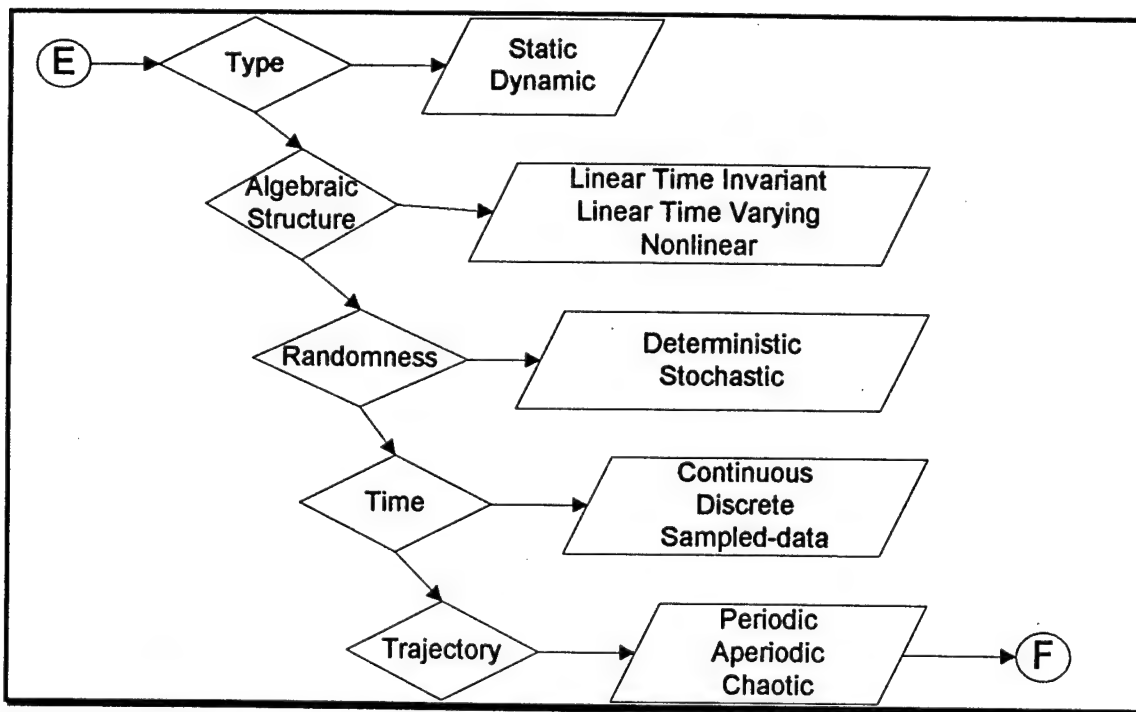 E
Type
Static
Dynamic
Algebraic
Structure
Linear Time Invariant
Linear Time Varying
Nonlinear
Randomness
Deterministic
Stochastic
Time
Continuous
Discrete
Sampled-data
Trajectory
Periodic
Aperiodic
Chaotic
F